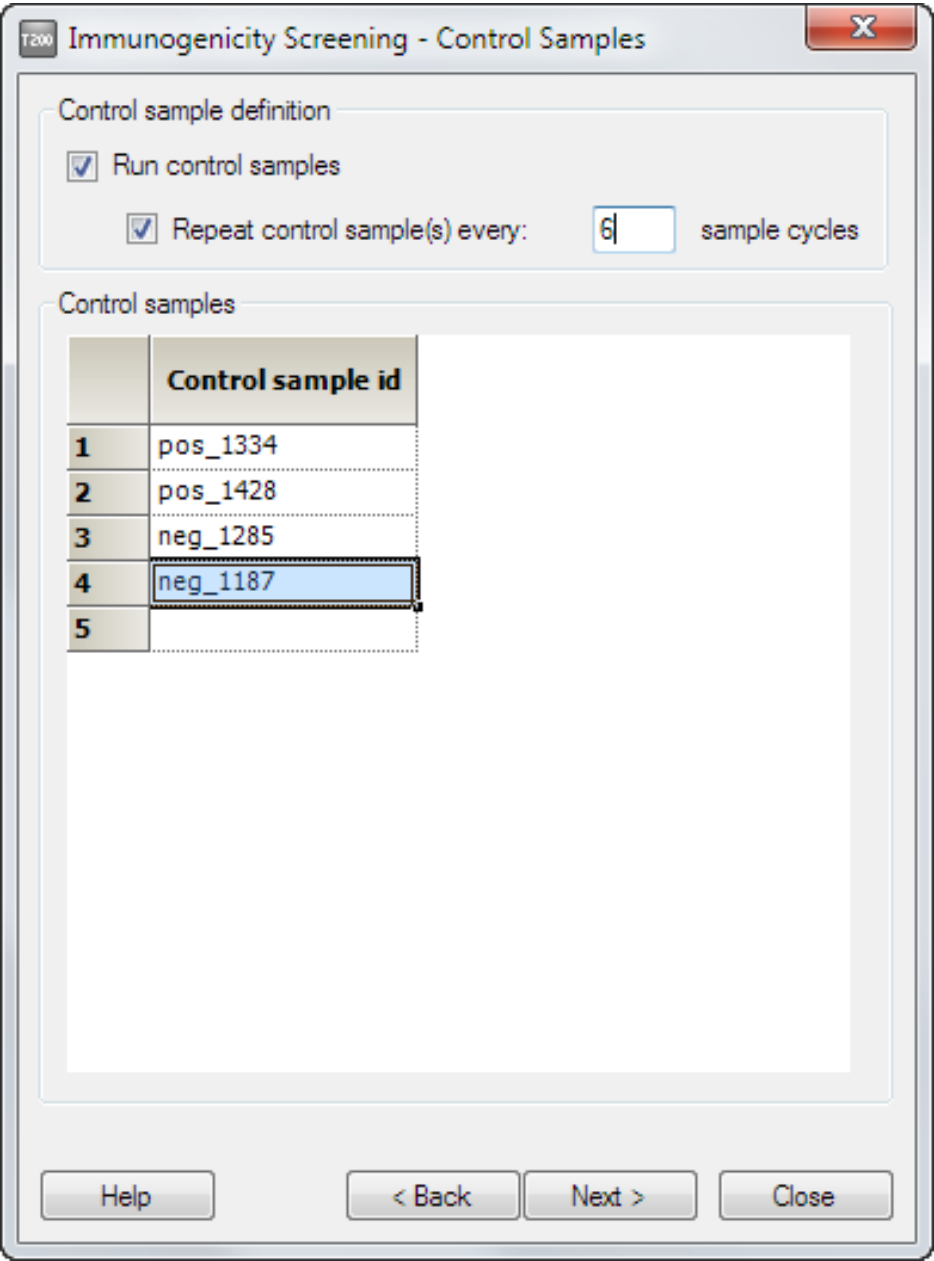 T200 Immunogenicity Screening - Control Samples X
Control sample definition
Run control samples
Repeat control sample(s) every: 6 sample cycles
Control samples
Control sample id
1 pos_1334
2 pos_1428
3 neg_1285
4 neg_1187
5
Help < Back Next > Close